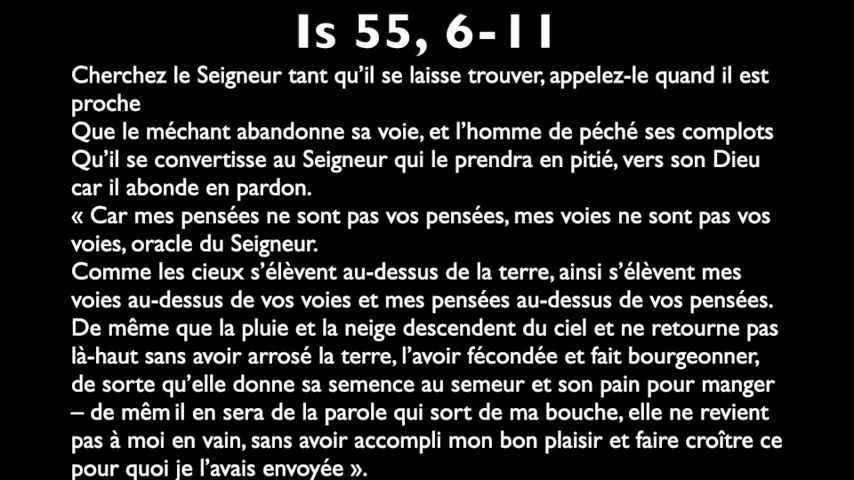 Is 55, 6-11
Cherchez le Seigneur tant qu’il se laisse trouver, appelez-le quand il est
proche
Que le méchant abandonne sa voie, et l’homme de péché ses complots
Qu’il se convertisse au Seigneur qui le prendra en pitié, vers son Dieu
car il abonde en pardon.
« Car mes pensées ne sont pas vos pensées, mes voies ne sont pas vos
voies, oracle du Seigneur.
Comme les cieux s’élèvent au-dessus de la terre, ainsi s’élèvent mes
voies au-dessus de vos voies et mes pensées au-dessus de vos pensées.
De même que la pluie et la neige descendent du ciel et ne retourne pas
là-haut sans avoir arrosé la terre, l’avoir fécondée et fait bourgeonner,
de sorte qu’elle donne sa semence au semeur et son pain pour manger
– de mêm il en sera de la parole qui sort de ma bouche, elle ne revient
pas à moi en vain, sans avoir accompli mon bon plaisir et faire croître ce
pour quoi je l’avais envoyée ».